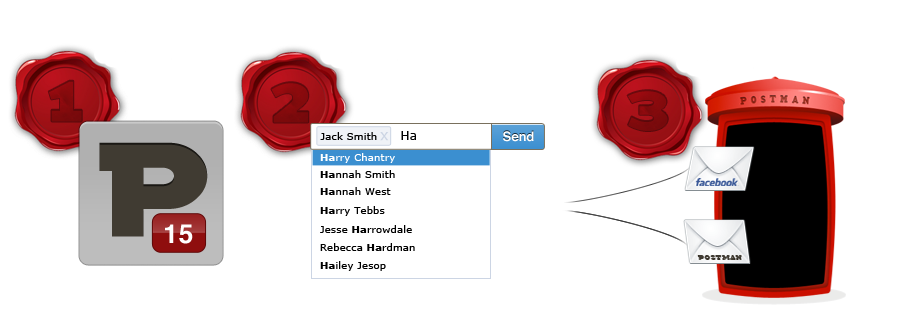 1
P
15
2
Jack Smith X Ha
Send
Harry Chantry
Hannah Smith
Hannah West
Harry Tebbs
Jesse Harrowdale
Rebecca Hardman
Hailey Jesop
3
POSTMAN
facebook
POSTMAN